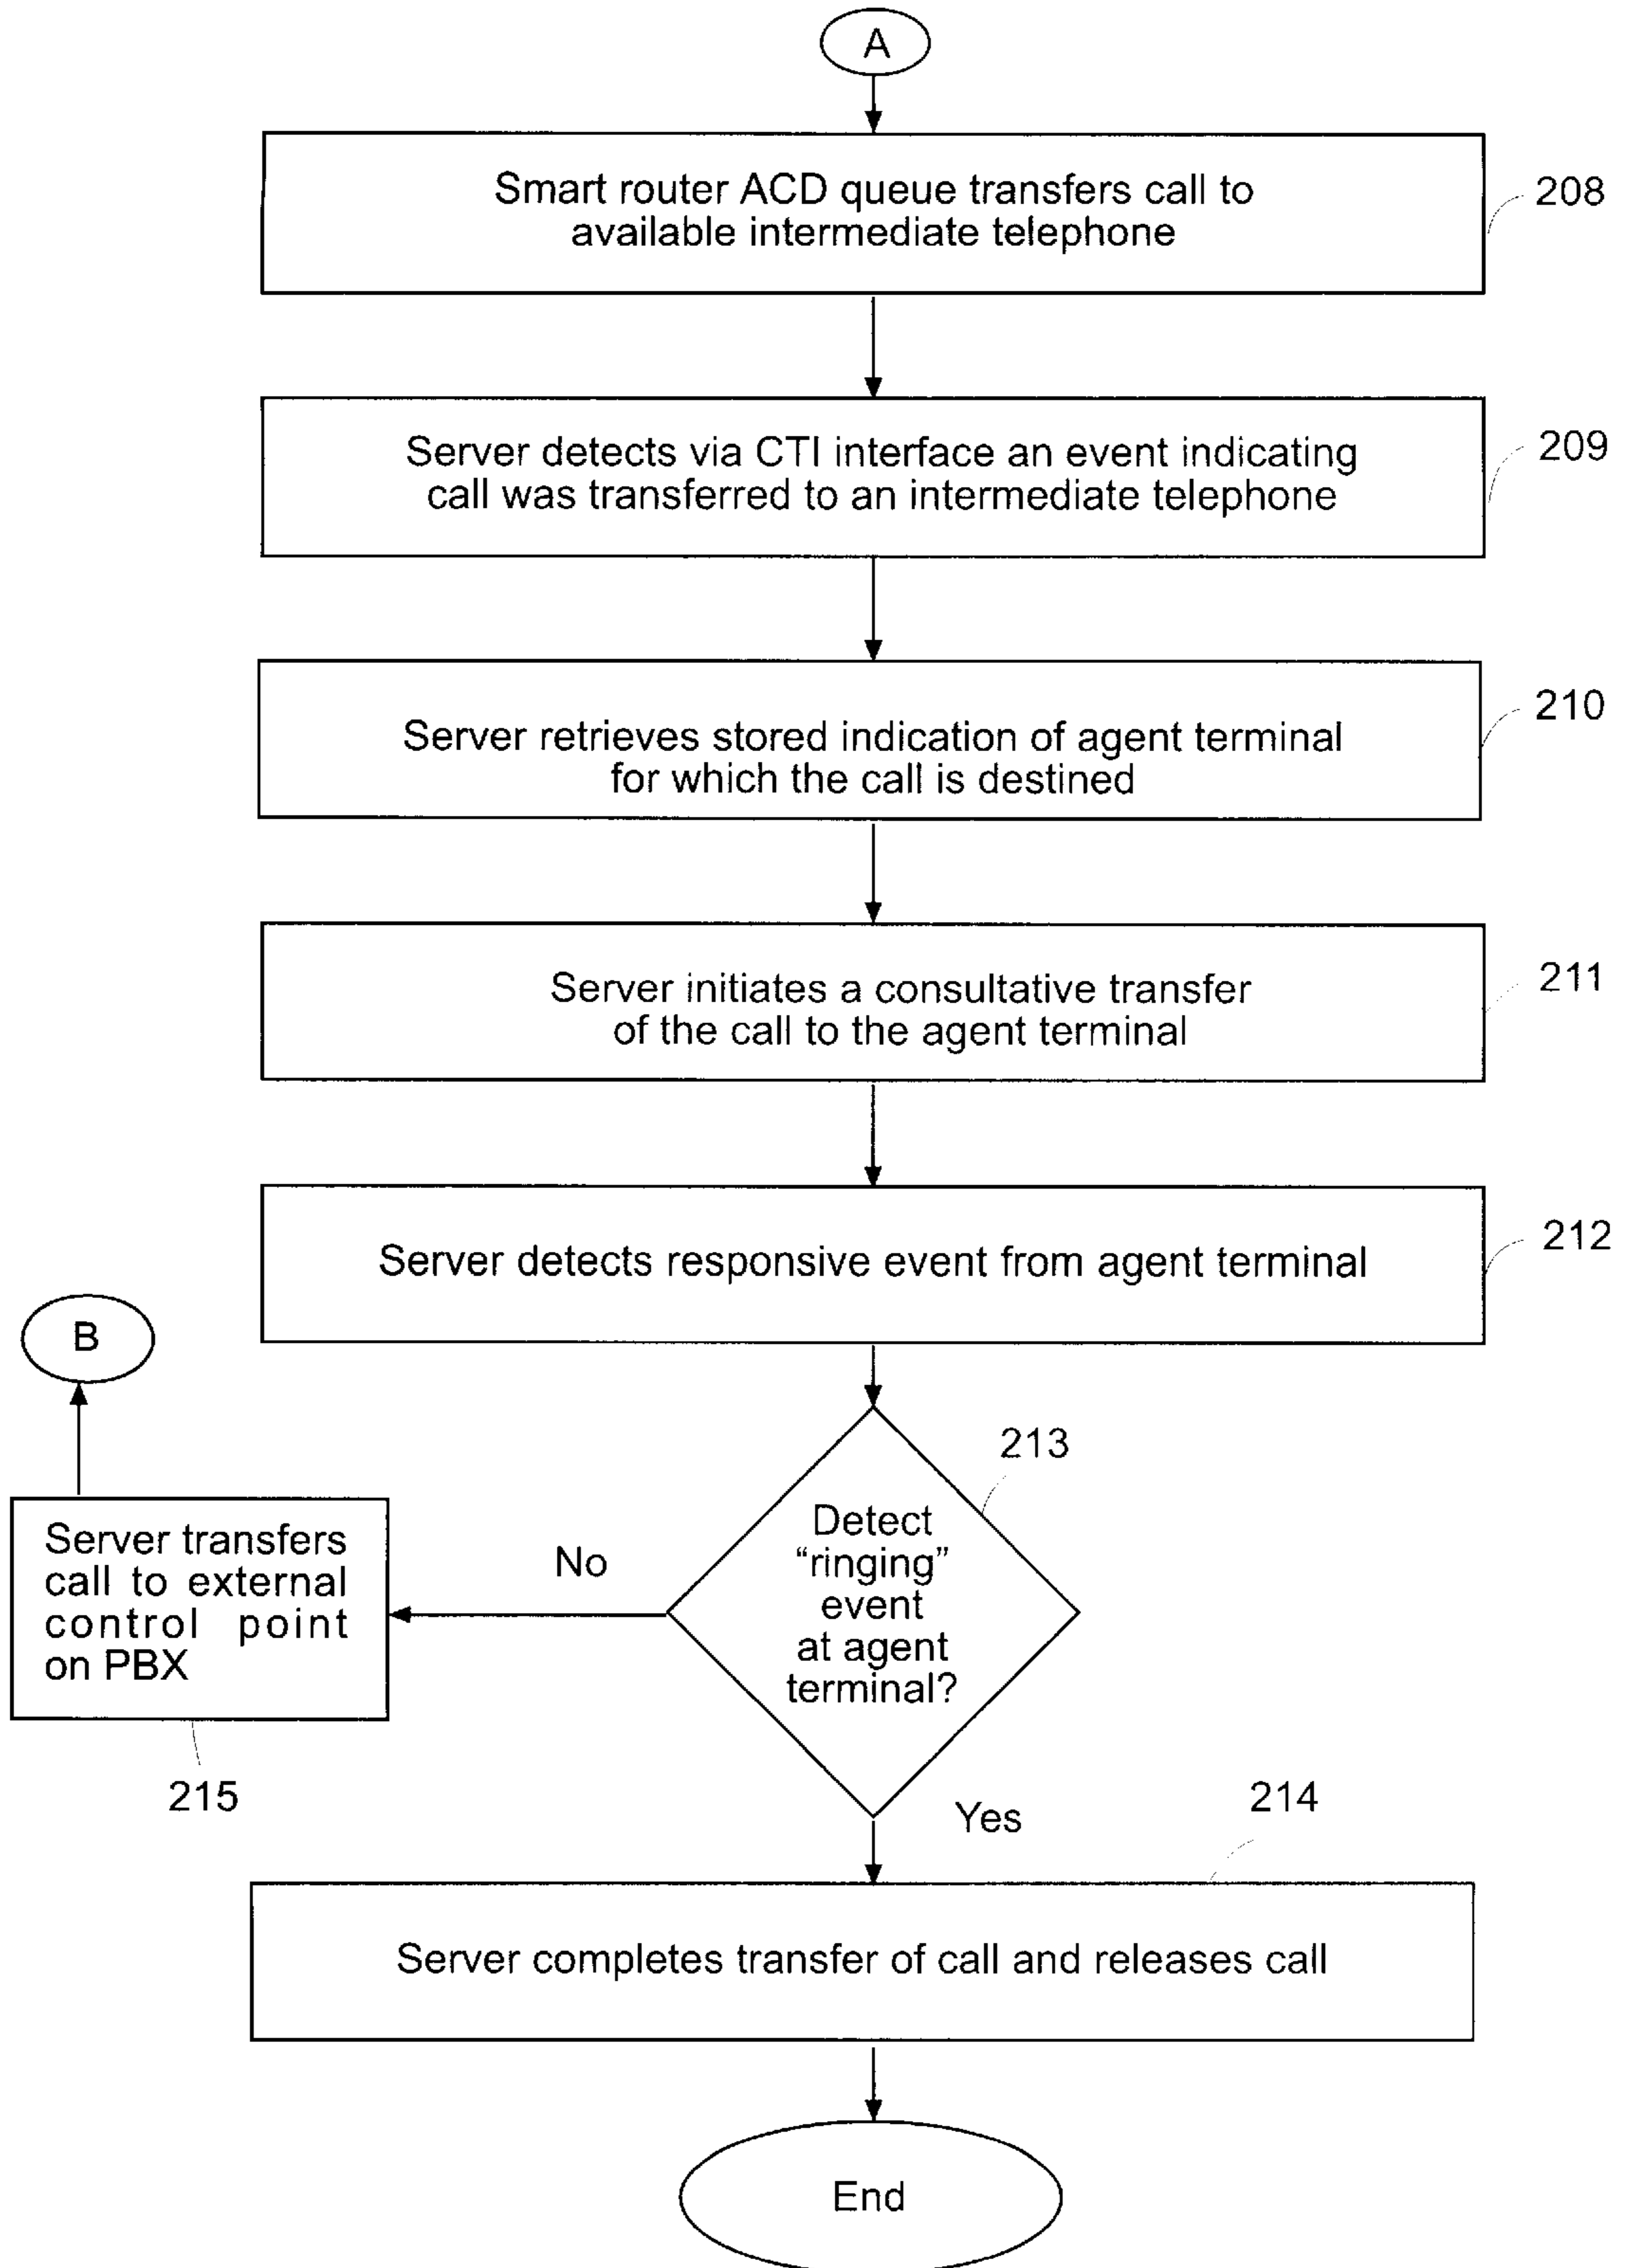 A
Smart router ACD queue transfers call to
available intermediate telephone
208
Server detects via CTI interface an event indicating
call was transferred to an intermediate telephone
209
Server retrieves stored indication of agent terminal
for which the call is destined
210
Server initiates a consultative transfer
of the call to the agent terminal
211
Server detects responsive event from agent terminal
212
B
213
Detect
“ringing”
event
at agent
terminal?
No
Server transfers
call to external
control point
on PBX
215
Yes
214
Server completes transfer of call and releases call
End